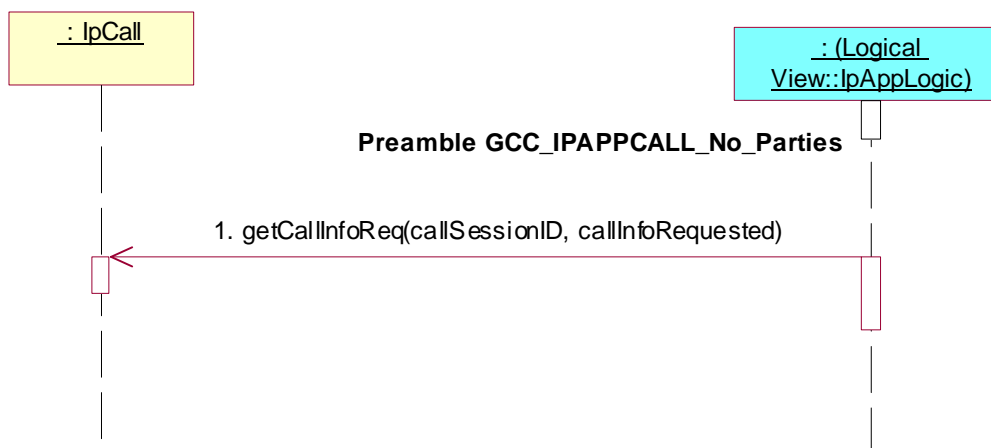 : IpCall
: (Logical
View::IpAppLogic)
Preamble GCC_IPAPPCALL_No_Parties
1. getCallInfoReq(callSessionID, callInfoRequested)